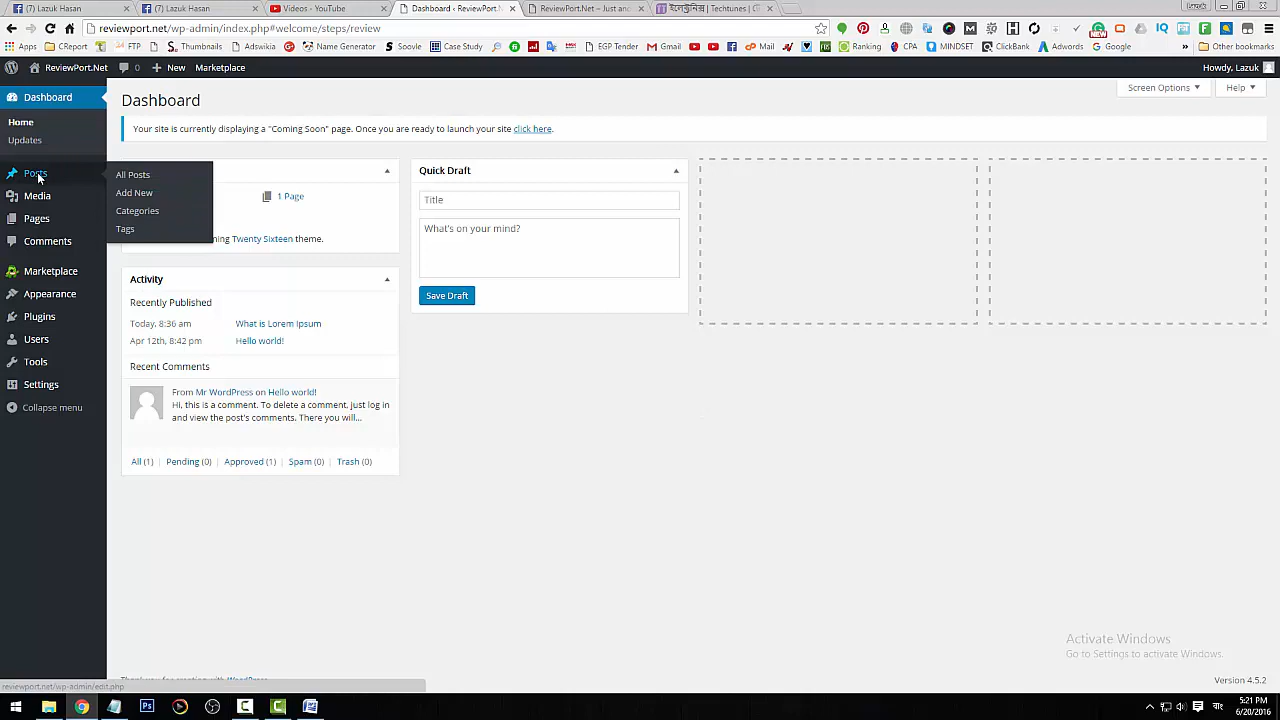 (7) Lazuk Hasan
(7) Lazuk Hasan
Videos - YouTube
Dashboard ‹ ReviewPort.N
ReviewPort.Net – Just an
| Techtunes | ট
reviewport.net/wp-admin/index.php#welcome/steps/review
Apps
CReport
FTP
Thumbnails
Adswikia
Name Generator
Soovle
Case Study
EGP Tender
Gmail
Mail
Ranking
CPA
MINDSET
ClickBank
Adwords
Google
»
Other bookmarks
ReviewPort.Net
0
New
Marketplace
Howdy, Lazuk
Dashboard
Home
Updates
Posts
All Posts
Add New
Categories
Tags
Media
Pages
Comments
Marketplace
Appearance
Plugins
Users
Tools
Settings
Collapse menu
Dashboard
Screen Options
Help
Your site is currently displaying a "Coming Soon" page. Once you are ready to launch your site click here.
1 Page
ning Twenty Sixteen theme.
Activity
Recently Published
Today, 8:36 am What is Lorem Ipsum
Apr 12th, 8:42 pm Hello world!
Recent Comments
From Mr WordPress on Hello world!
Hi, this is a comment. To delete a comment, just log in
and view the post's comments. There you will...
All (1) | Pending (0) | Approved (1) | Spam (0) | Trash (0)
Quick Draft
Title
What's on your mind?
Save Draft
Activate Windows
Go to Settings to activate Windows.
Thank you for creating with WordPress.
Version 4.5.2
reviewport.net/wp-admin/edit.php
5:21 PM
6/20/2016